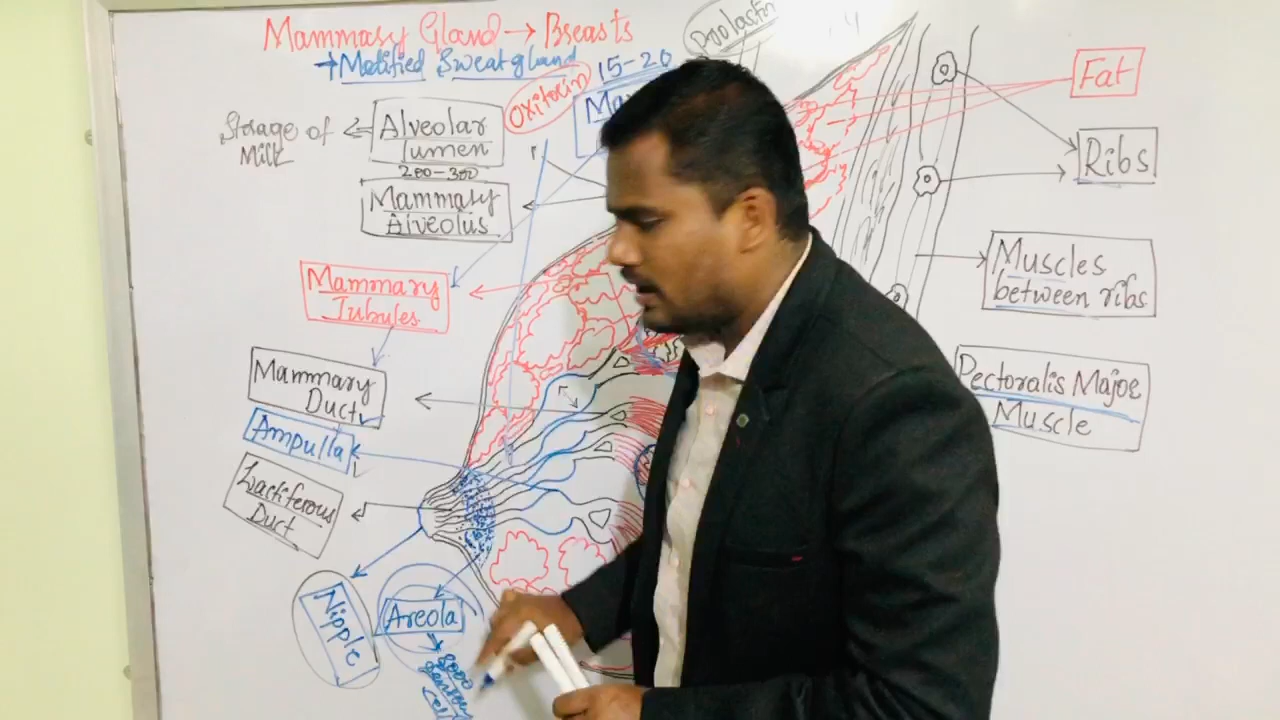 Mammary Gland → Breasts
→ Modified Sweat gland
Oxitocin
15-20
Ma
Storage of
Milk
Alveolar
lumen
200-300
Mammary
Alveolus
Mammary
Tubules
Mammary
Duct
Ampulla
Lactiferous
Duct
Nipple
Areola
Fat
Ribs
Muscles
between ribs
Pectoralis Majoe
Muscle